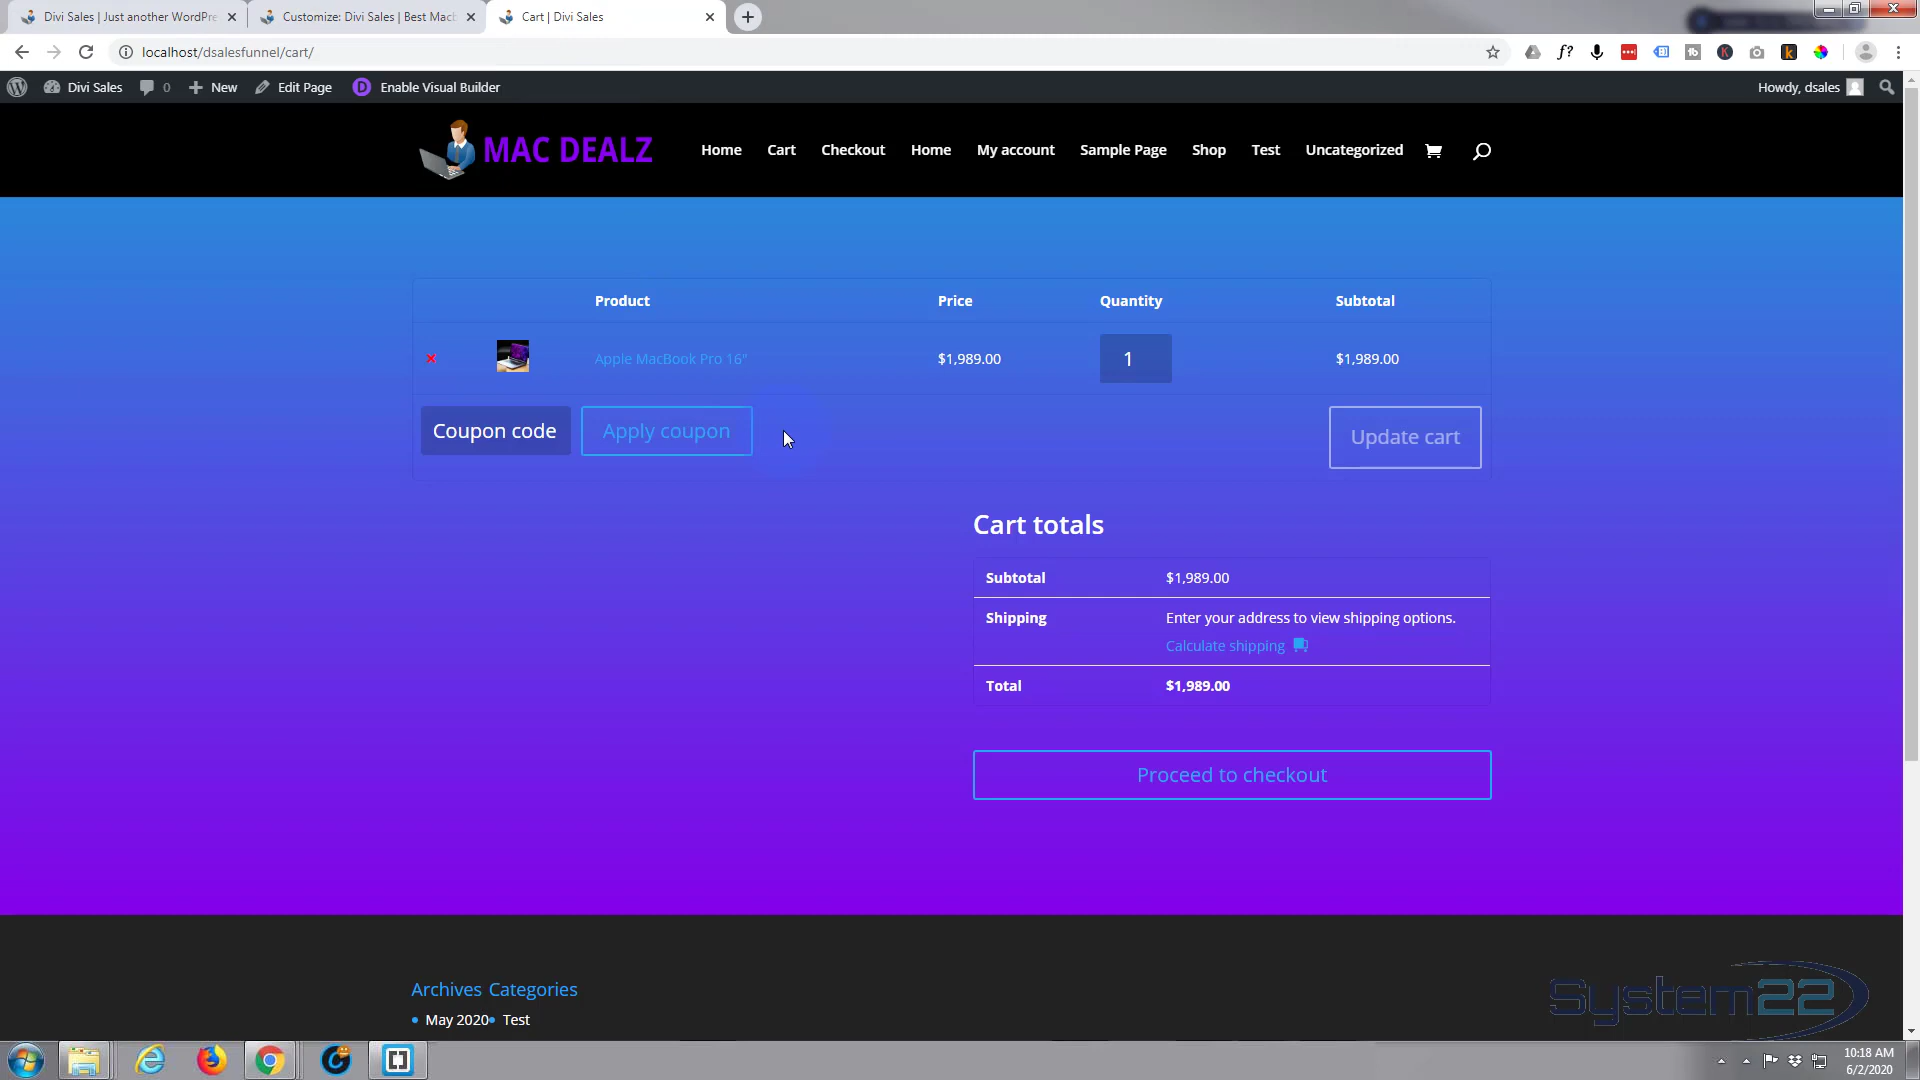 Divi Sales | Just another WordPre
Customize: Divi Sales | Best Mac
Cart | Divi Sales
localhost/dsalesfunnel/cart/
Divi Sales 0 New Edit Page Enable Visual Builder Howdy, dsales
MAC DEALZ
Home Cart Checkout Home My account Sample Page Shop Test Uncategorized
Product Price Quantity Subtotal
Apple MacBook Pro 16" $1,989.00 1 $1,989.00
Coupon code Apply coupon Update cart
Cart totals
Subtotal $1,989.00
Shipping Enter your address to view shipping options.
Calculate shipping
Total $1,989.00
Proceed to checkout
Archives Categories
May 2020 Test
System22
10:18 AM
6/2/2020